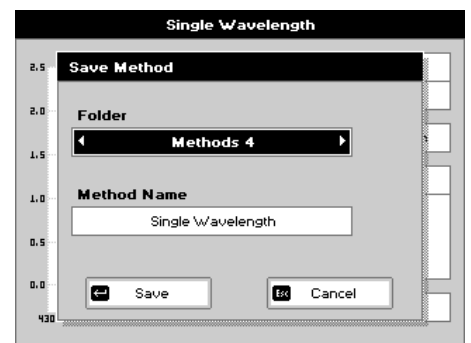 Single Wavelength
Save Method
Folder
Methods 4
Method Name
Single Wavelength
Save
Esc Cancel
2.5
2.0
1.5
1.0
0.5
0.0
430